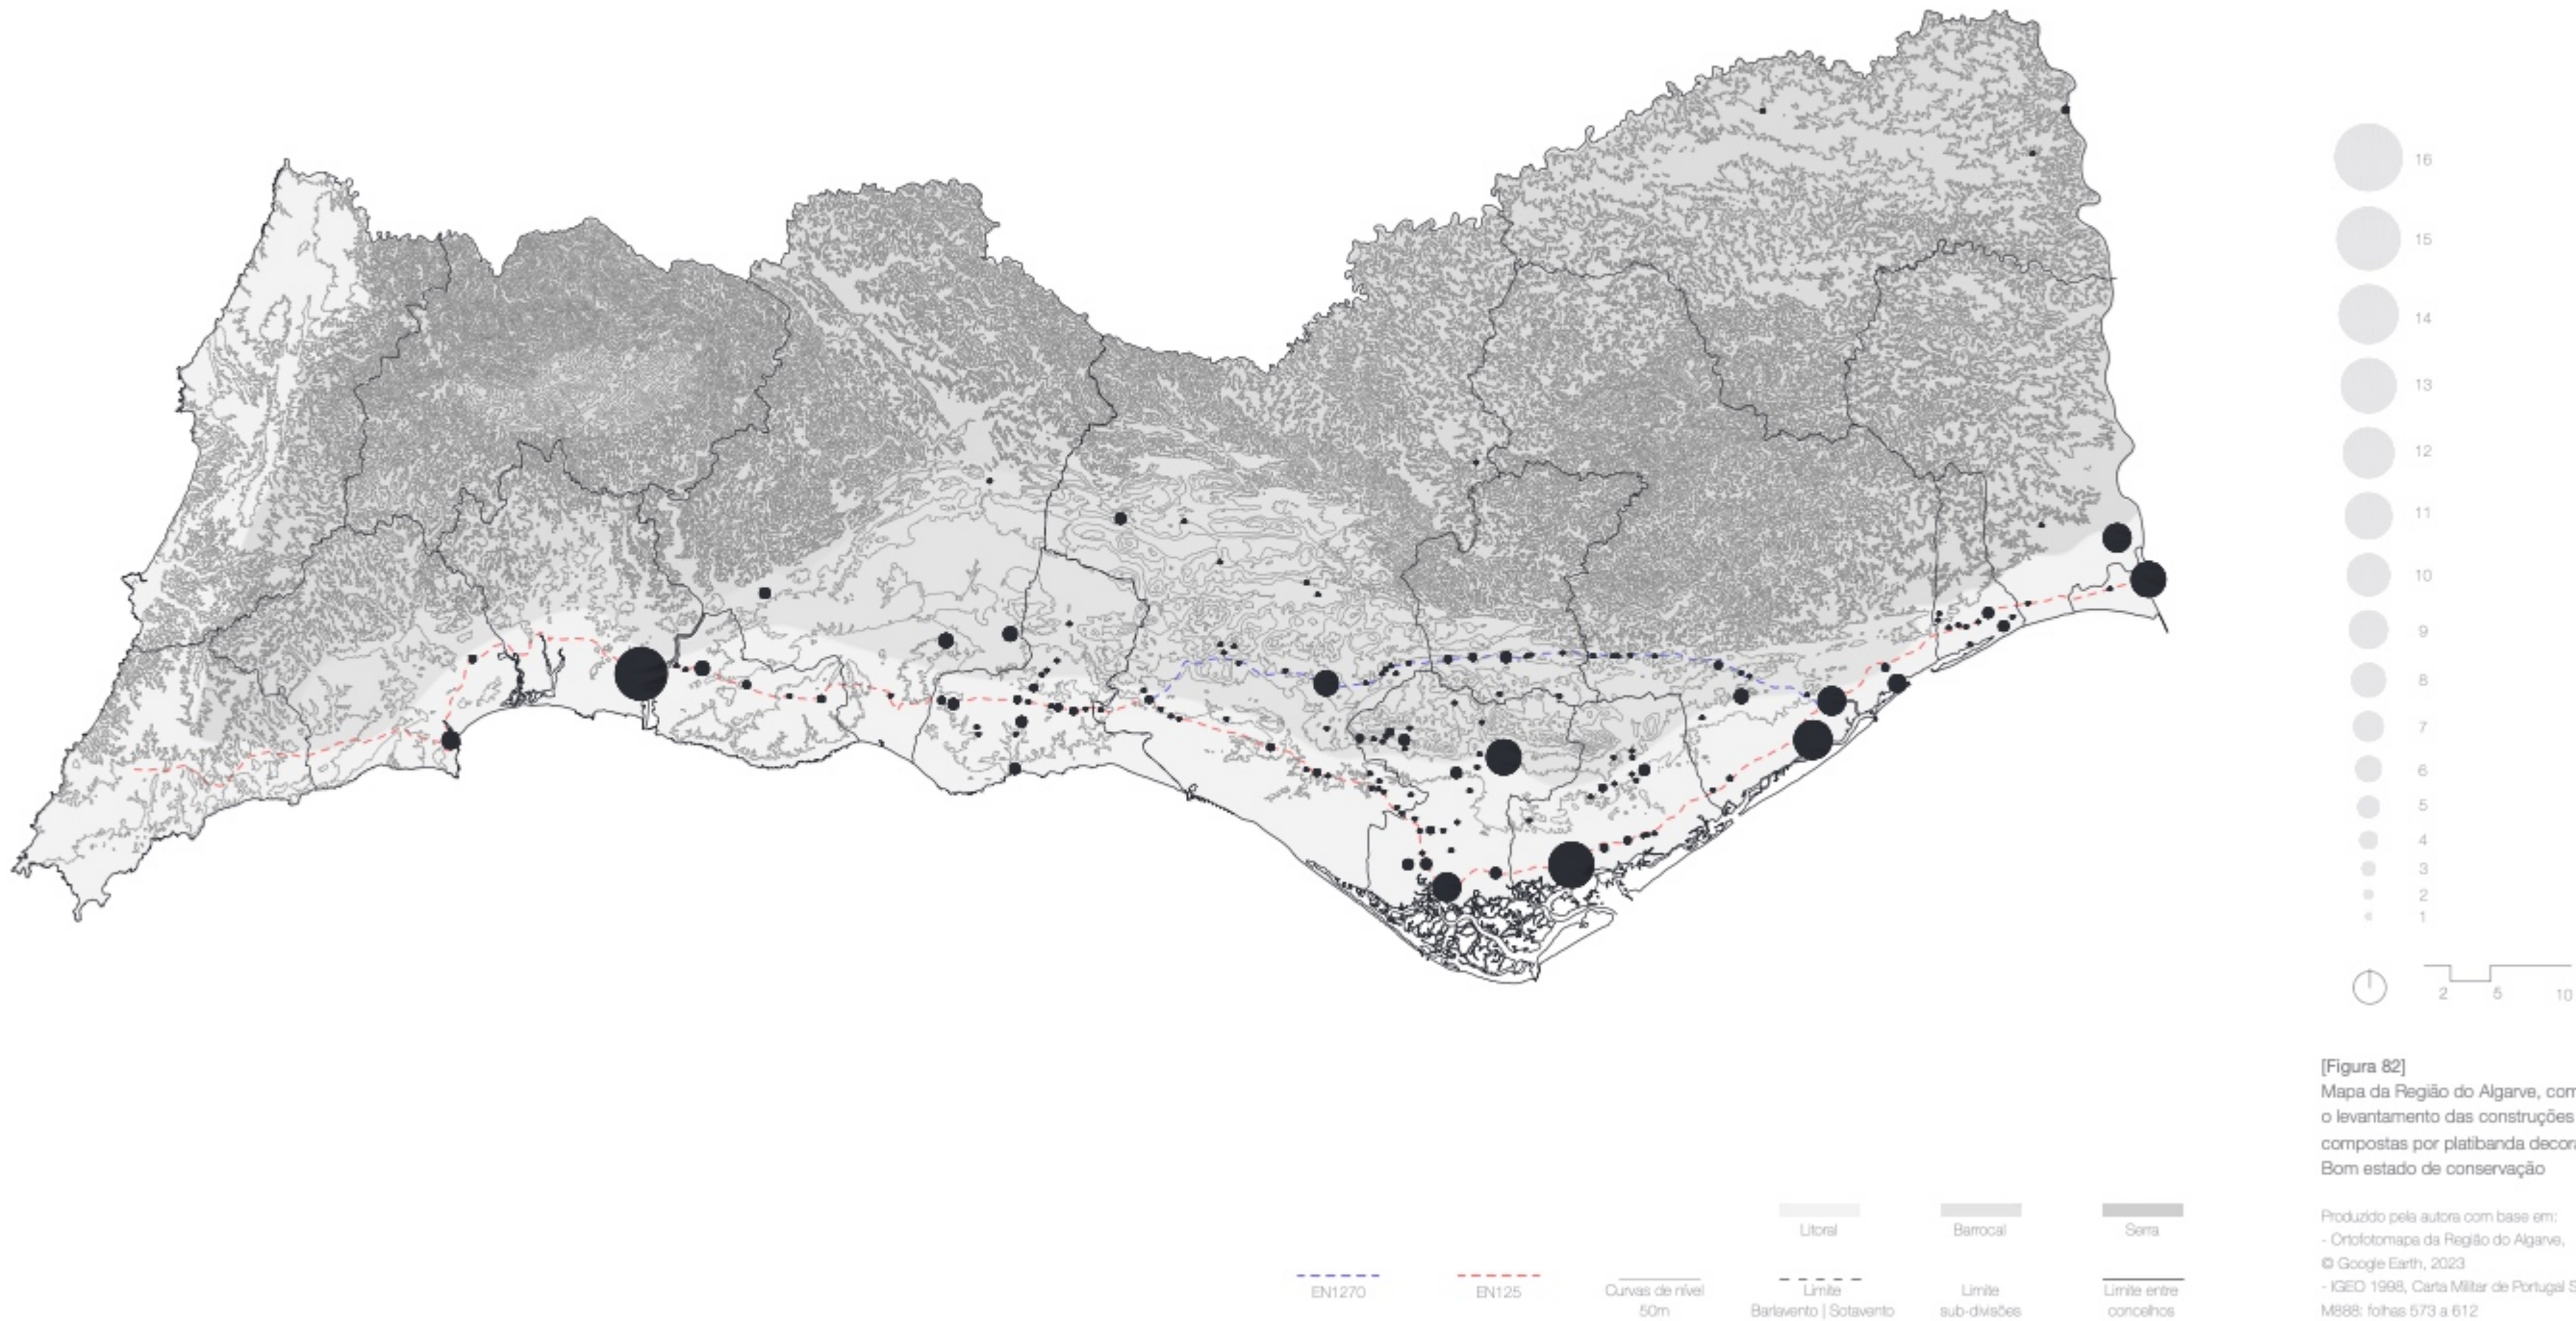 16
15
14
13
12
11
10
9
8
7
6
5
4
3
2
1
2 5 10
[Figura 82]
Mapa da Região do Algarve, com
o levantamento das construções
compostas por platibanda decora
Bom estado de conservação
Produzido pela autora com base em:
- Ortofotomapa da Região do Algarve,
© Google Earth, 2023
- IGEO 1998, Carta Militar de Portugal S
M888: folhas 573 a 612
Litoral Barrocal Serra
EN1270 EN125 Curvas de nível Limite Limite Limite entre
50m Barlavento | Sotavento sub-divisões concelhos